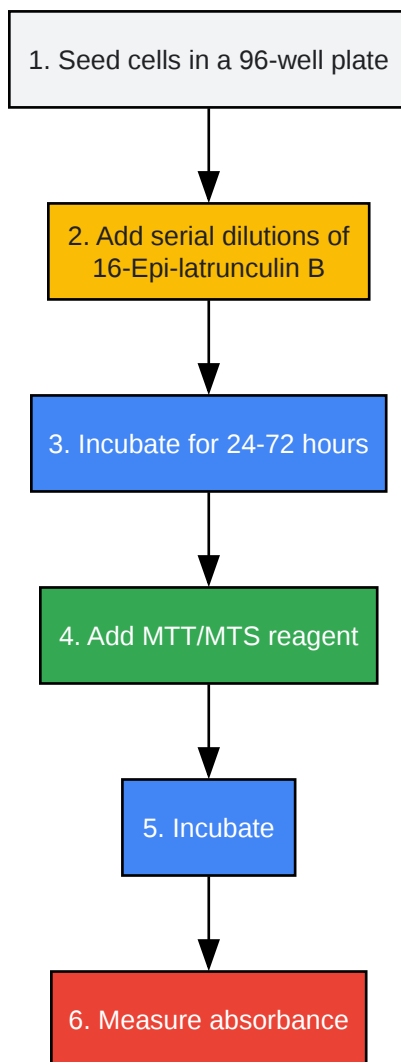 1. Seed cells in a 96-well plate
2. Add serial dilutions of
16-Epi-latrunculin B
3. Incubate for 24-72 hours
4. Add MTT/MTS reagent
5. Incubate
6. Measure absorbance